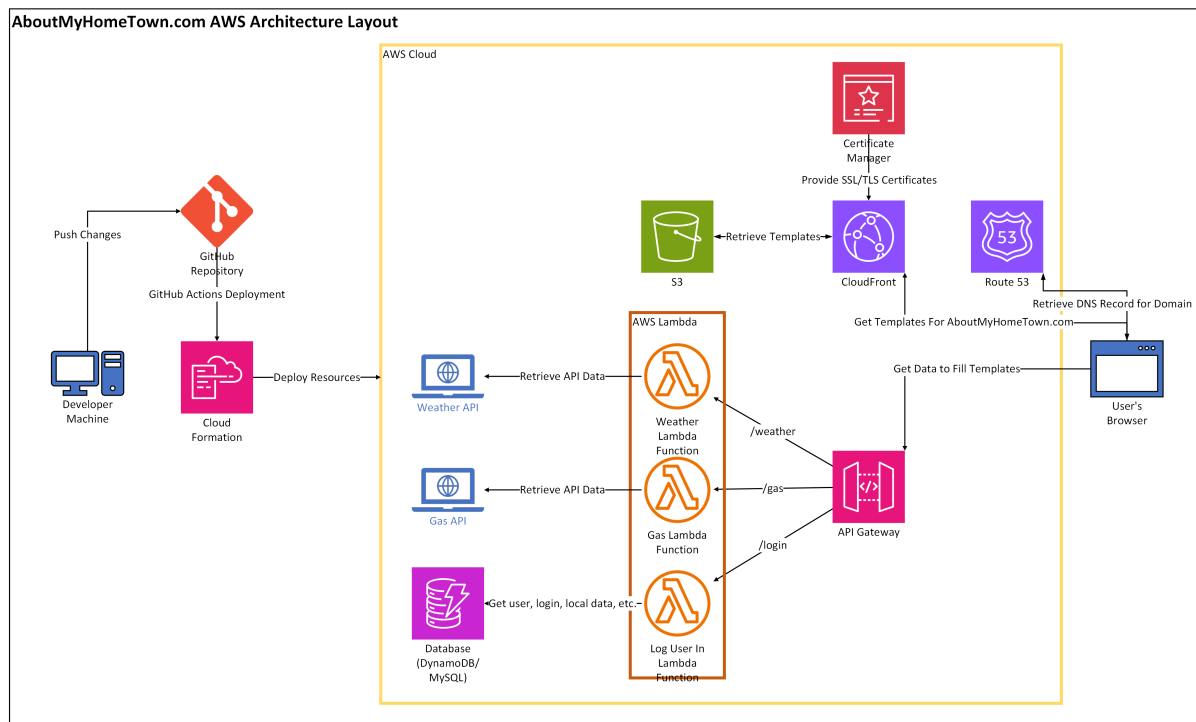 AboutMyHomeTown.com AWS Architecture Layout
AWS Cloud
Certificate
Manager
Provide SSL/TLS Certificates
Push Changes
GitHub
Repository
GitHub Actions Deployment
Retrieve Templates
S3
CloudFront
53
Route 53
Retrieve DNS Record for Domain
Get Templates For AboutMyHomeTown.com
AWS Lambda
Developer
Machine
Cloud
Formation
Deploy Resources
Weather API
Retrieve API Data
Weather
Lambda
Function
/weather
Get Data to Fill Templates
User's
Browser
Gas API
Retrieve API Data
Gas Lambda
Function
/gas
</>
API Gateway
/login
Get user, login, local data, etc.
Database
(DynamoDB/
MySQL)
Log User In
Lambda
Function